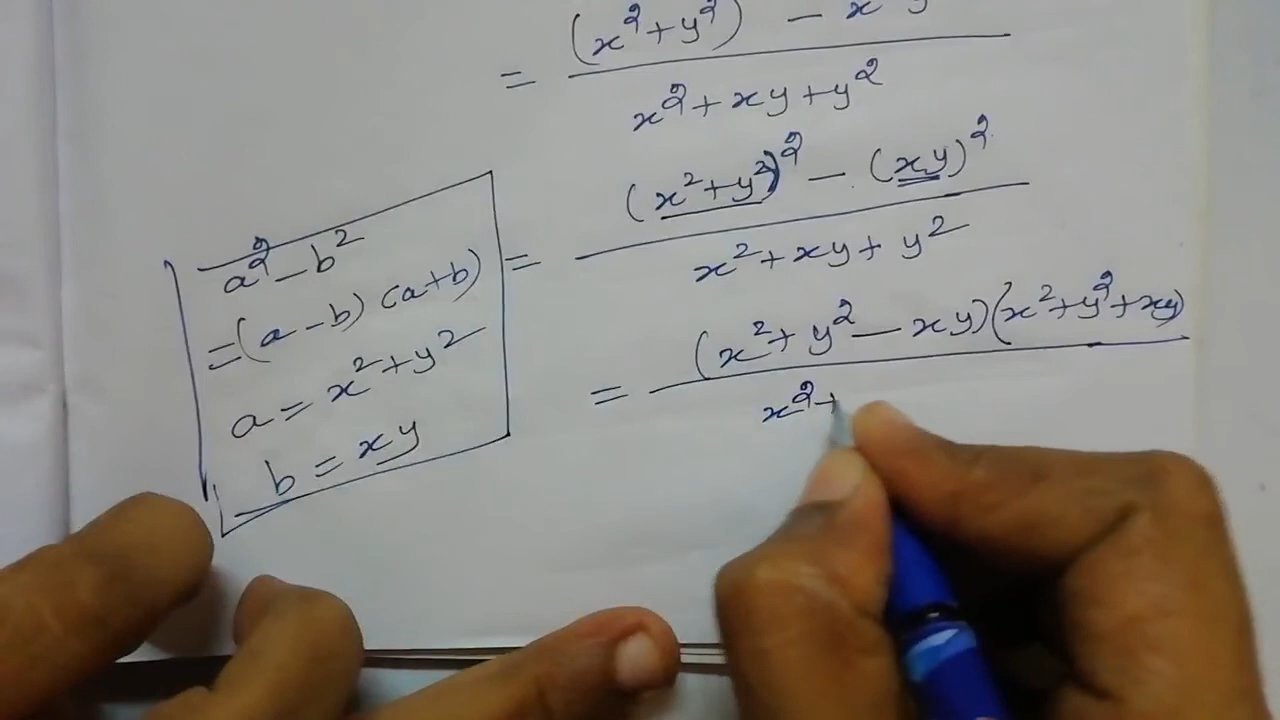 (x²+y²) - x y
=
x²+xy+y²
(x²+y²)² - (xy)²
=
x²+xy+y²
a²-b²
=(a-b)(a+b)
a=x²+y²
b=xy
(x²+y²-xy)(x²+y²+xy)
=
x²+